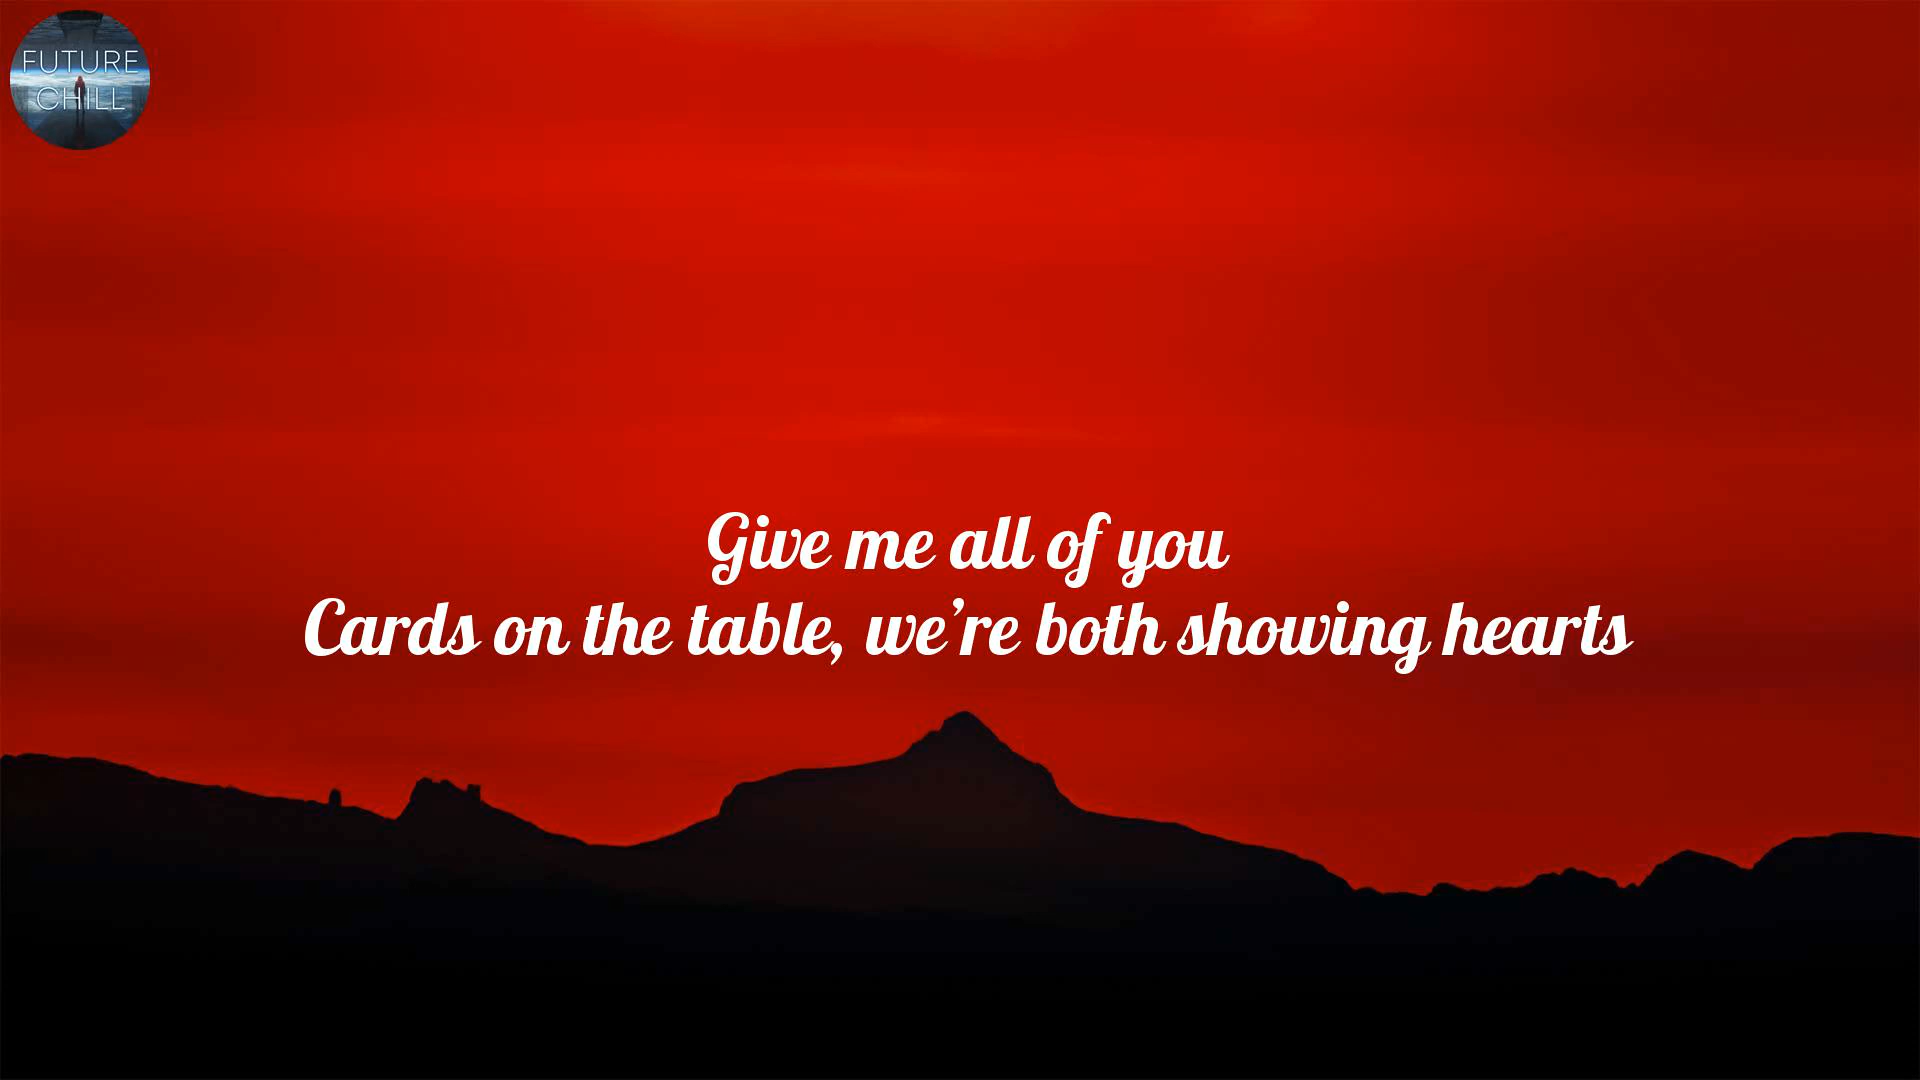 FUTURE
CHILL
Give me all of you
Cards on the table, we're both showing hearts